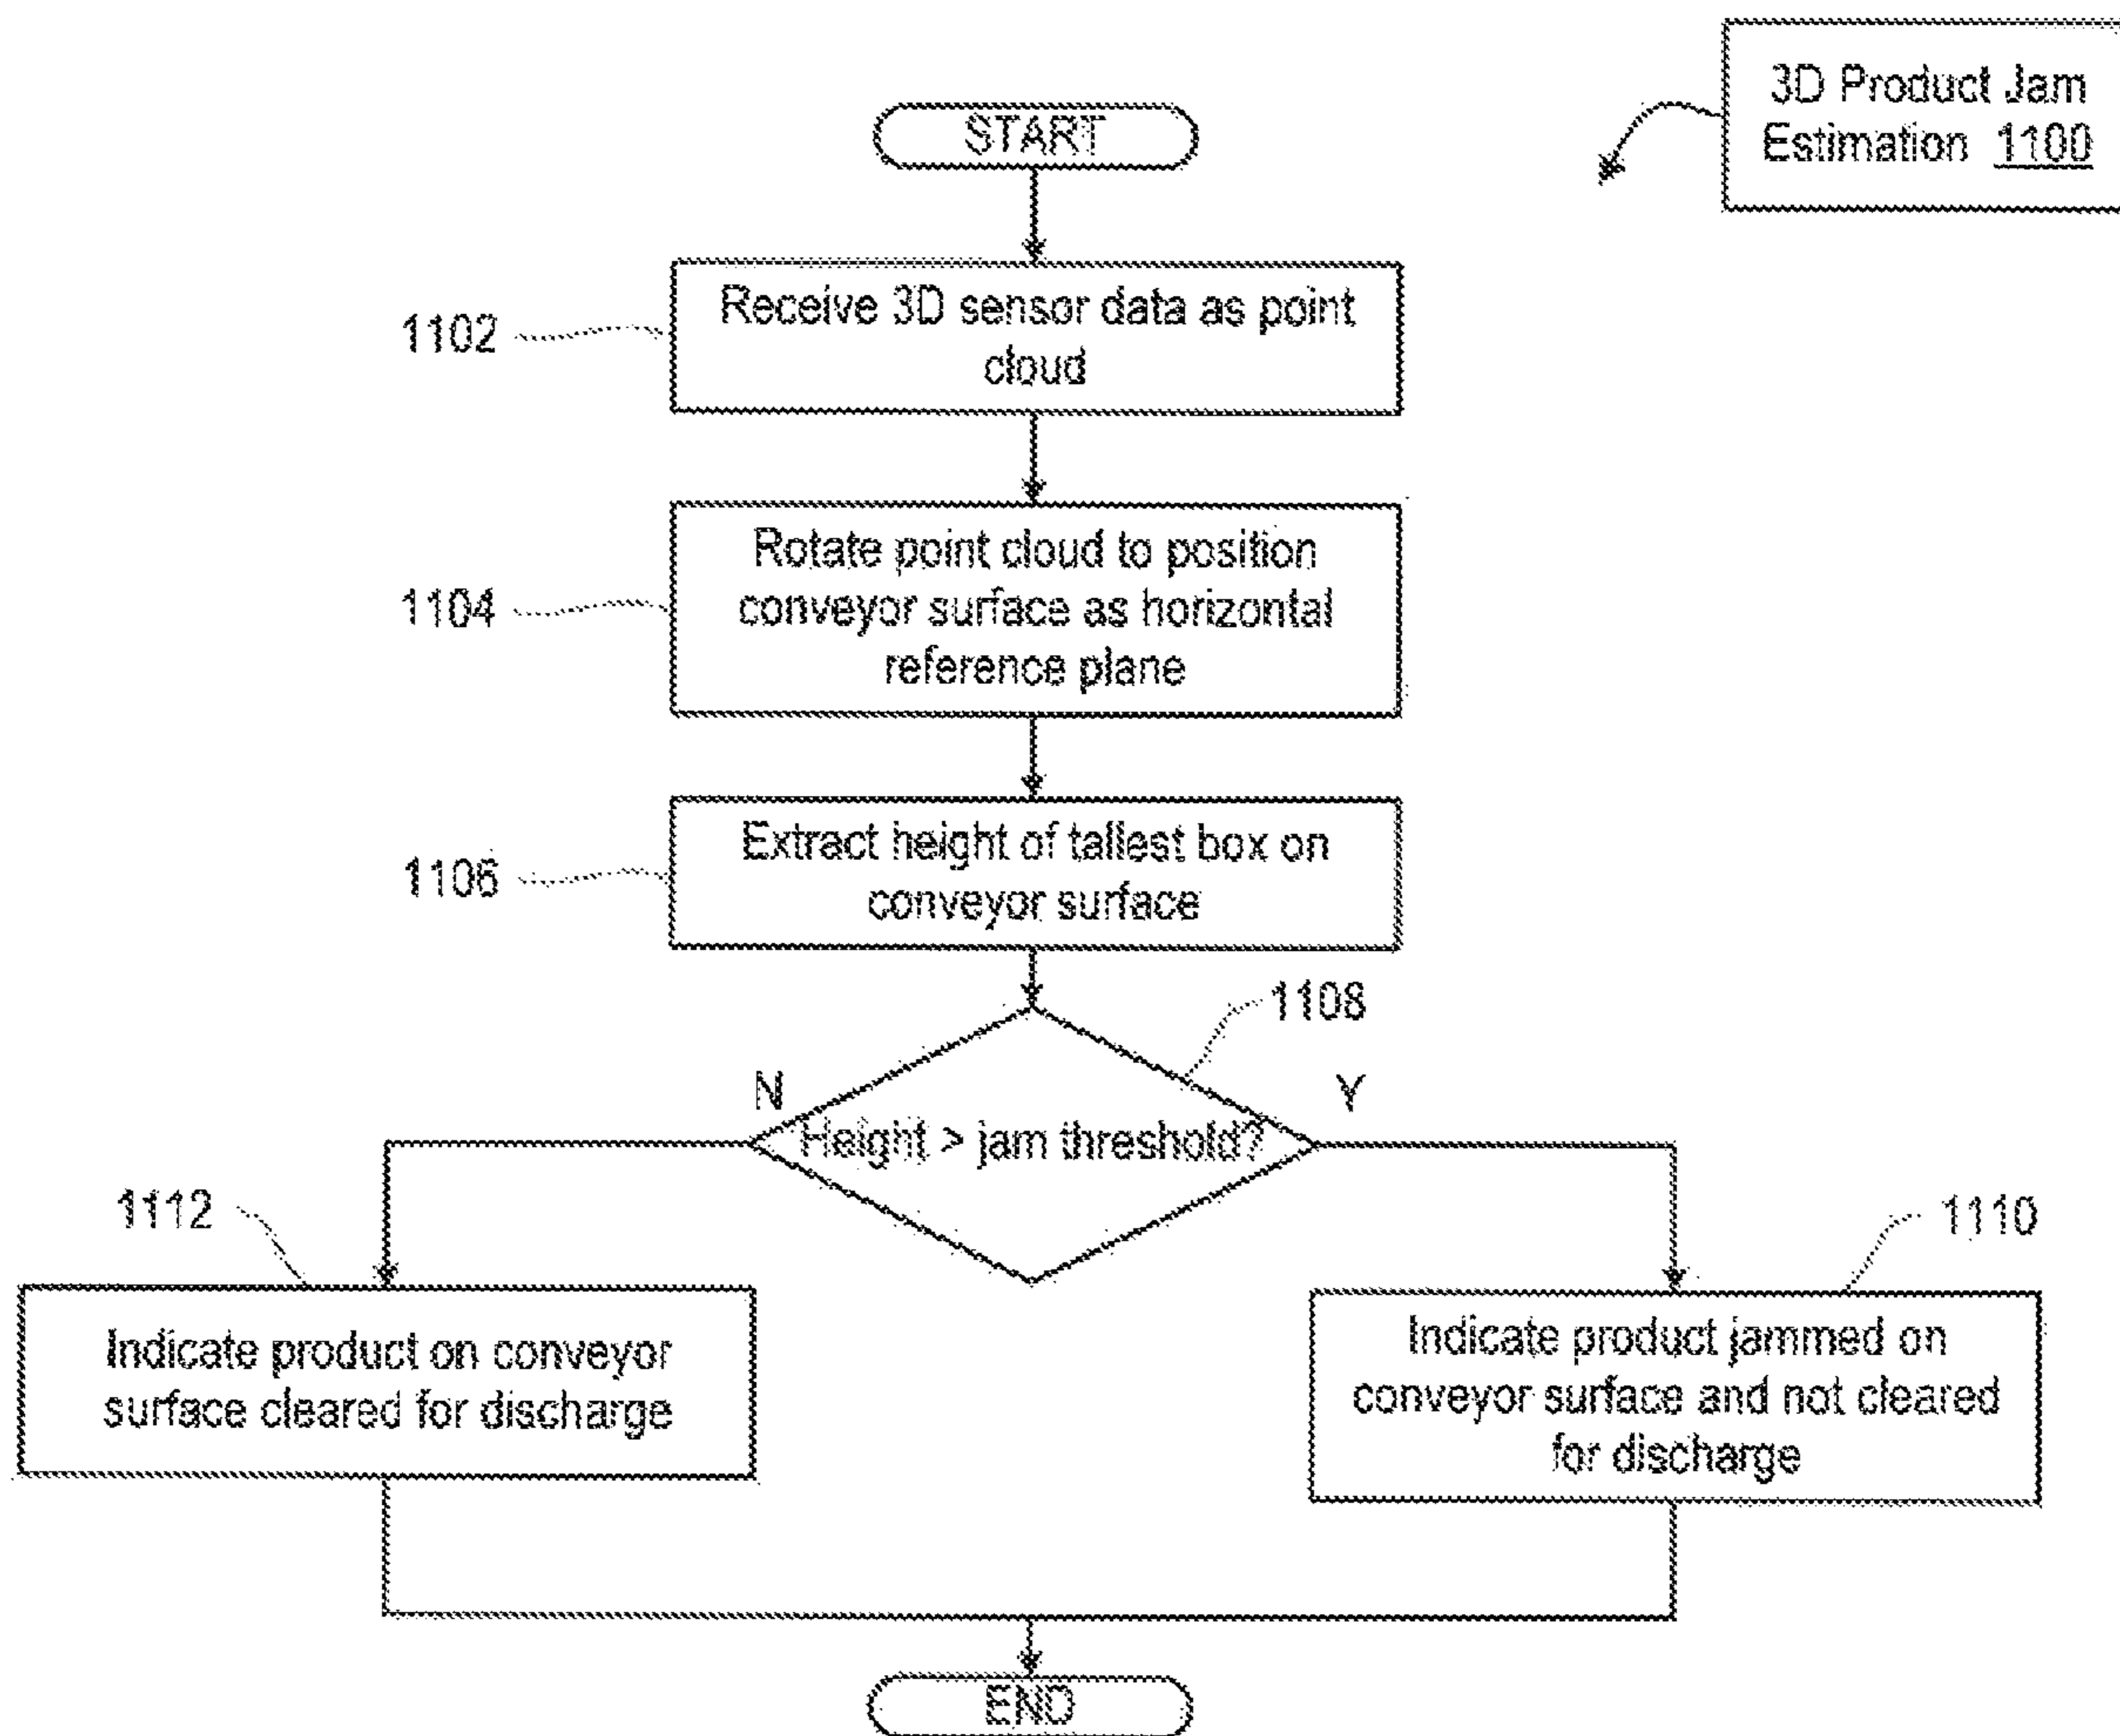 3D Product Jam
Estimation 1100
START
1102
Receive 3D sensor data as point
cloud
1104
Rotate point cloud to position
conveyor surface as horizontal
reference plane
1106
Extract height of tallest box on
conveyor surface
1108
N
Y
Height > jam threshold?
1112
1110
Indicate product on conveyor
surface cleared for discharge
Indicate product jammed on
conveyor surface and not cleared
for discharge
END